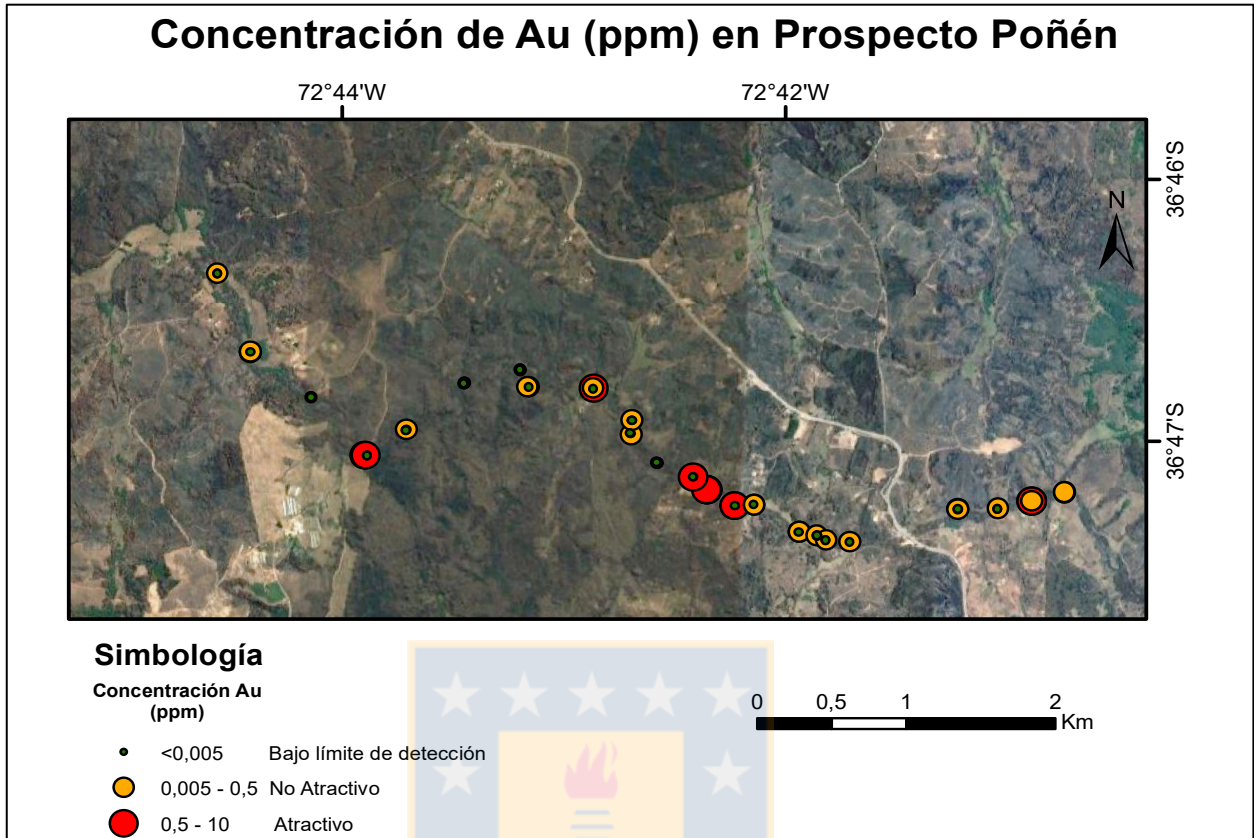 Concentración de Au (ppm) en Prospecto Poñén
72°44'W 72°42'W
36°46'S
N
36°47'S
Simbología
Concentración Au
(ppm)
0 0,5 1 2
Km
<0,005 Bajo límite de detección
0,005 - 0,5 No Atractivo
0,5 - 10 Atractivo